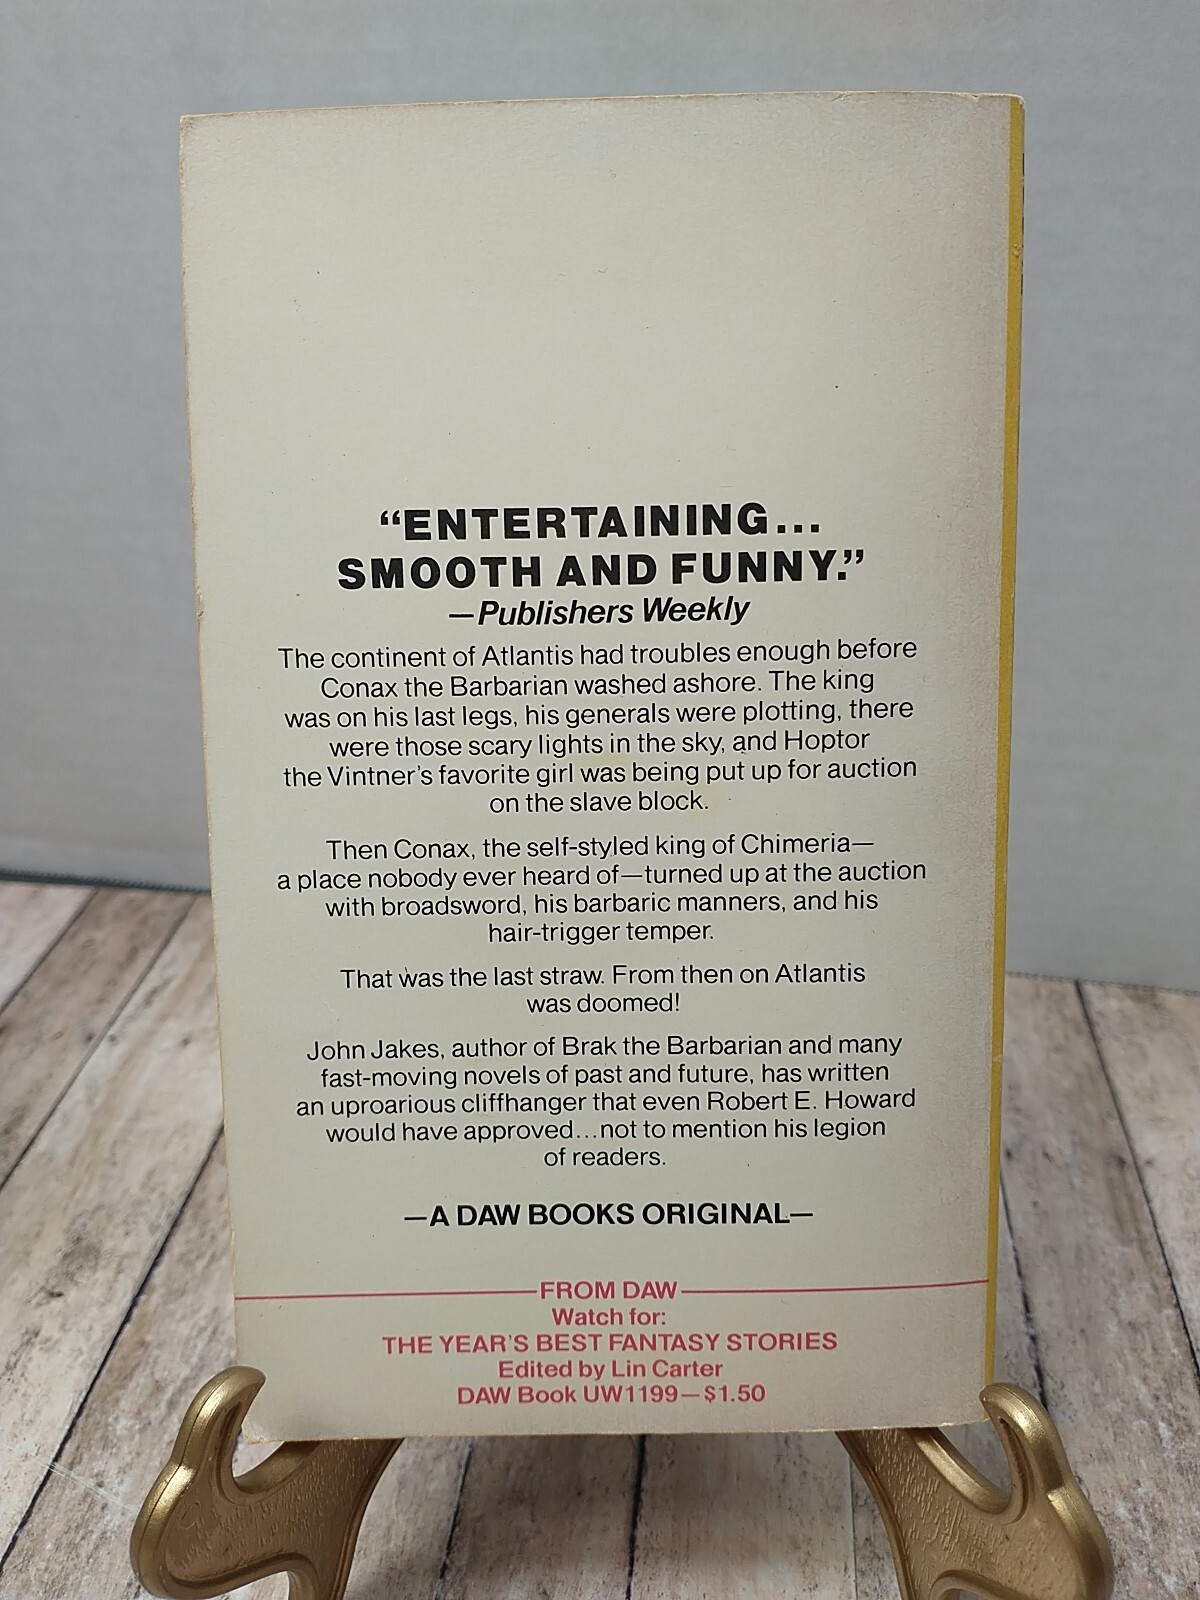 “ENTERTAINING...
SMOOTH AND FUNNY.”
—Publishers Weekly
The continent of Atlantis had troubles enough before
Conax the Barbarian washed ashore. The king
was on his last legs, his generals were plotting, there
were those scary lights in the sky, and Hoptor
the Vintner's favorite girl was being put up for auction
on the slave block.
Then Conax, the self-styled king of Chimeria—
a place nobody ever heard of—turned up at the auction
with broadsword, his barbaric manners, and his
hair-trigger temper.
That was the last straw. From then on Atlantis
was doomed!
John Jakes, author of Brak the Barbarian and many
fast-moving novels of past and future, has written
an uproarious cliffhanger that even Robert E. Howard
would have approved...not to mention his legion
of readers.
—A DAW BOOKS ORIGINAL—
FROM DAW
Watch for:
THE YEAR'S BEST FANTASY STORIES
Edited by Lin Carter
DAW Book UW1199—$1.50